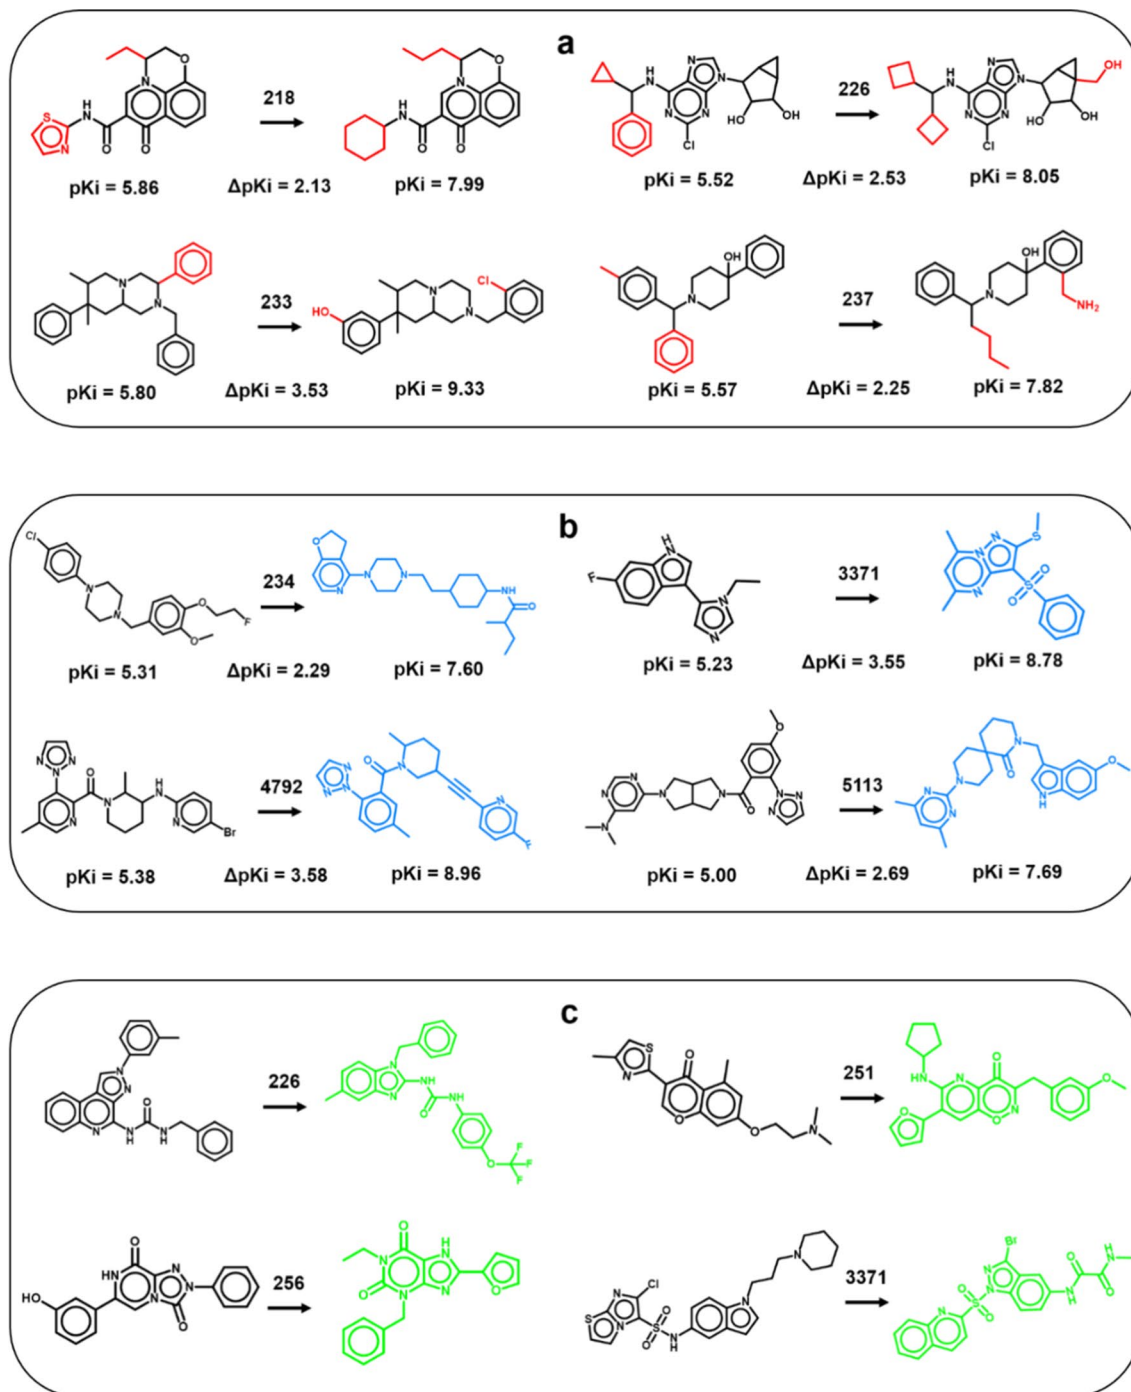 a
218
226
pKi = 5.86
ΔpKi = 2.13
pKi = 7.99
pKi = 5.52
ΔpKi = 2.53
pKi = 8.05
233
237
pKi = 5.80
ΔpKi = 3.53
pKi = 9.33
pKi = 5.57
ΔpKi = 2.25
pKi = 7.82
b
234
3371
pKi = 5.31
ΔpKi = 2.29
pKi = 7.60
pKi = 5.23
ΔpKi = 3.55
pKi = 8.78
4792
5113
pKi = 5.38
ΔpKi = 3.58
pKi = 8.96
pKi = 5.00
ΔpKi = 2.69
pKi = 7.69
c
226
251
256
3371